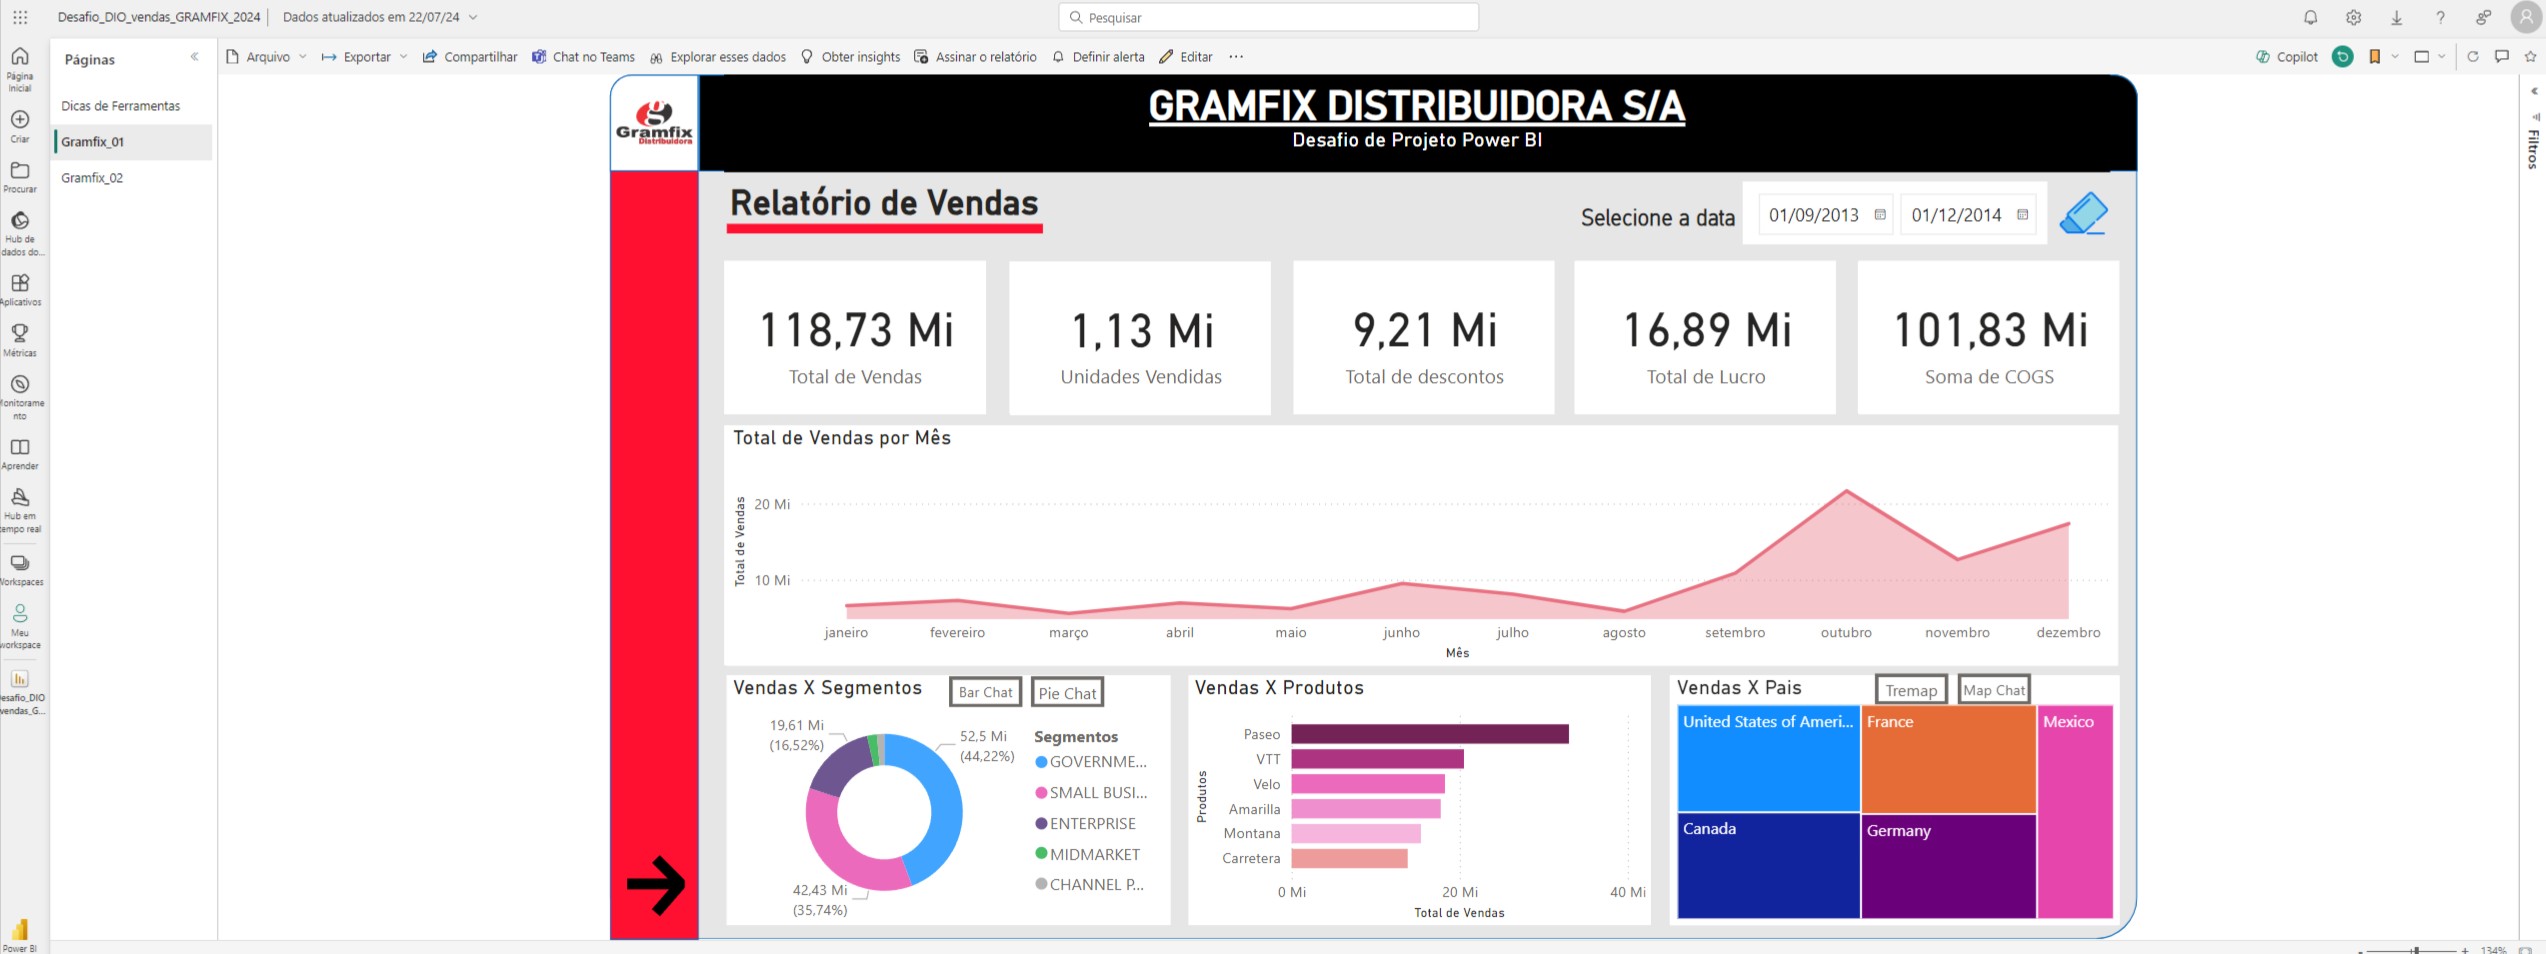 Desafio_DIO_vendas_GRAMFIX_2024
Dados atualizados em 22/07/24
Pesquisar
Página
Inicial
Criar
Procurar
Hub de
dados do...
Aplicativos
Métricas
Monitorame
nto
Aprender
Hub em
tempo real
Workspaces
Meu
workspace
Desafio_DIO
vendas_G...
Power BI
Páginas
Dicas de Ferramentas
Gramfix_01
Gramfix_02
Arquivo Exportar Compartilhar Chat no Teams Explorar esses dados Obter insights Assinar o relatório Definir alerta Editar ...
Copilot
Filtros
Gramfix
Distribuidora
GRAMFIX DISTRIBUIDORA S/A
Desafio de Projeto Power BI
Relatório de Vendas
Selecione a data
01/09/2013
01/12/2014
118,73 Mi
Total de Vendas
1,13 Mi
Unidades Vendidas
9,21 Mi
Total de descontos
16,89 Mi
Total de Lucro
101,83 Mi
Soma de COGS
Total de Vendas por Mês
Total de Vendas
20 Mi
10 Mi
janeiro fevereiro março abril maio junho julho agosto setembro outubro novembro dezembro
Mês
Vendas X Segmentos
Bar Chat
Pie Chat
19,61 Mi
(16,52%)
52,5 Mi
(44,22%)
42,43 Mi
(35,74%)
Segmentos
GOVERNME...
SMALL BUSI...
ENTERPRISE
MIDMARKET
CHANNEL P...
Vendas X Produtos
Produtos
Paseo
VTT
Velo
Amarilla
Montana
Carretera
0 Mi 20 Mi 40 Mi
Total de Vendas
Vendas X Pais
Tremap
Map Chat
United States of Ameri...
France
Mexico
Canada
Germany
134%